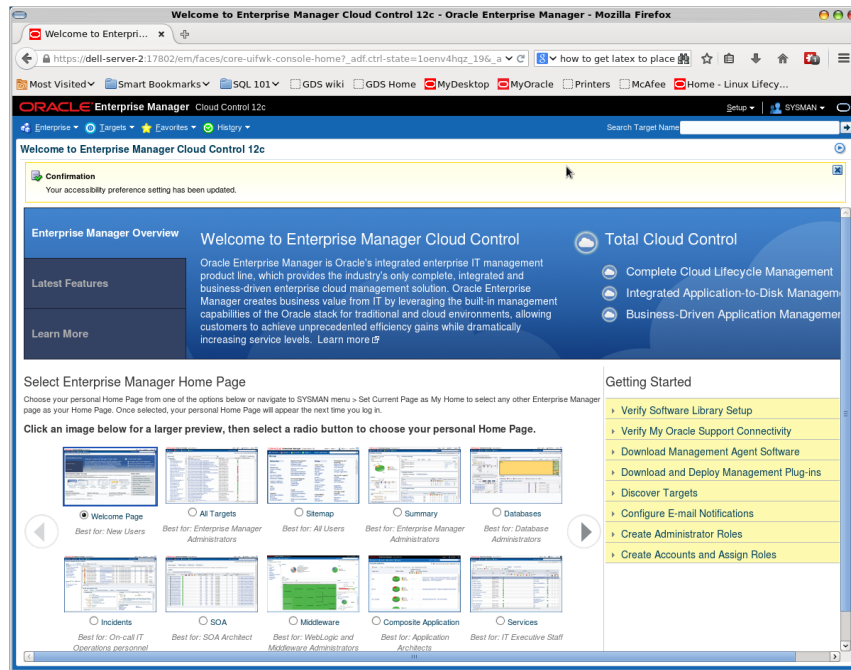 Welcome to Enterprise Manager Cloud Control 12c - Oracle Enterprise Manager - Mozilla Firefox
Welcome to Enterpri...
https://dell-server-2:17802/em/faces/core-uifwk-console-home?_adf.ctrl-state=1oenv4hqz_19&_a
how to get latex to place
Most Visited Smart Bookmarks SQL 101 GDS wiki GDS Home MyDesktop MyOracle Printers McAfee Home - Linux Lifecy...
ORACLE Enterprise Manager Cloud Control 12c
Setup SYSMAN
Enterprise Targets Favorites History
Search Target Name
Welcome to Enterprise Manager Cloud Control 12c
Confirmation
Your accessibility preference setting has been updated.
Enterprise Manager Overview
Latest Features
Learn More
Welcome to Enterprise Manager Cloud Control
Oracle Enterprise Manager is Oracle's integrated enterprise IT management
product line, which provides the industry's only complete, integrated and
business-driven enterprise cloud management solution. Oracle Enterprise
Manager creates business value from IT by leveraging the built-in management
capabilities of the Oracle stack for traditional and cloud environments, allowing
customers to achieve unprecedented efficiency gains while dramatically
increasing service levels. Learn more
Total Cloud Control
Complete Cloud Lifecycle Management
Integrated Application-to-Disk Managem
Business-Driven Application Managemer
Select Enterprise Manager Home Page
Choose your personal Home Page from one of the options below or navigate to SYSMAN menu > Set Current Page as My Home to select any other Enterprise Manager
page as your Home Page. Once selected, your personal Home Page will appear the next time you log in.
Click an image below for a larger preview, then select a radio button to choose your personal Home Page.
Welcome Page
Best for: New Users
All Targets
Best for: Enterprise Manager
Administrators
Sitemap
Best for: All Users
Summary
Best for: Enterprise Manager
Administrators
Databases
Best for: Database
Administrators
Incidents
Best for: On-call IT
Operations personnel
SOA
Best for: SOA Architect
Middleware
Best for: WebLogic and
Middleware Administrators
Composite Application
Best for: Application
Architects
Services
Best for: IT Executive Staff
Getting Started
Verify Software Library Setup
Verify My Oracle Support Connectivity
Download Management Agent Software
Download and Deploy Management Plug-ins
Discover Targets
Configure E-mail Notifications
Create Administrator Roles
Create Accounts and Assign Roles